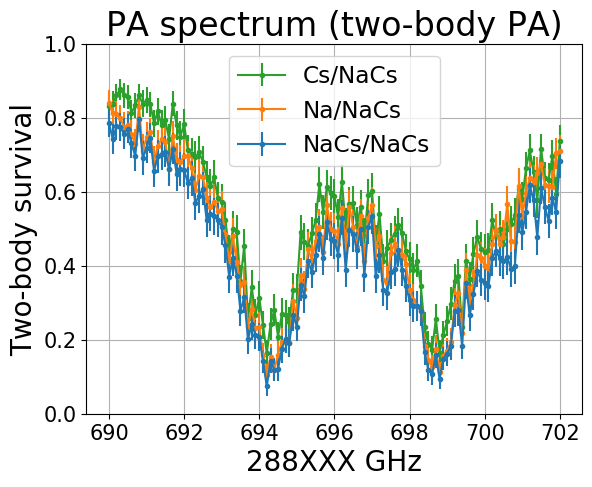 PA spectrum (two-body PA)
1.0
0.8
0.6
0.4
0.2
0.0
Two-body survival
Cs/NaCs
Na/NaCs
NaCs/NaCs
690 692 694 696 698 700 702
288XXX GHz